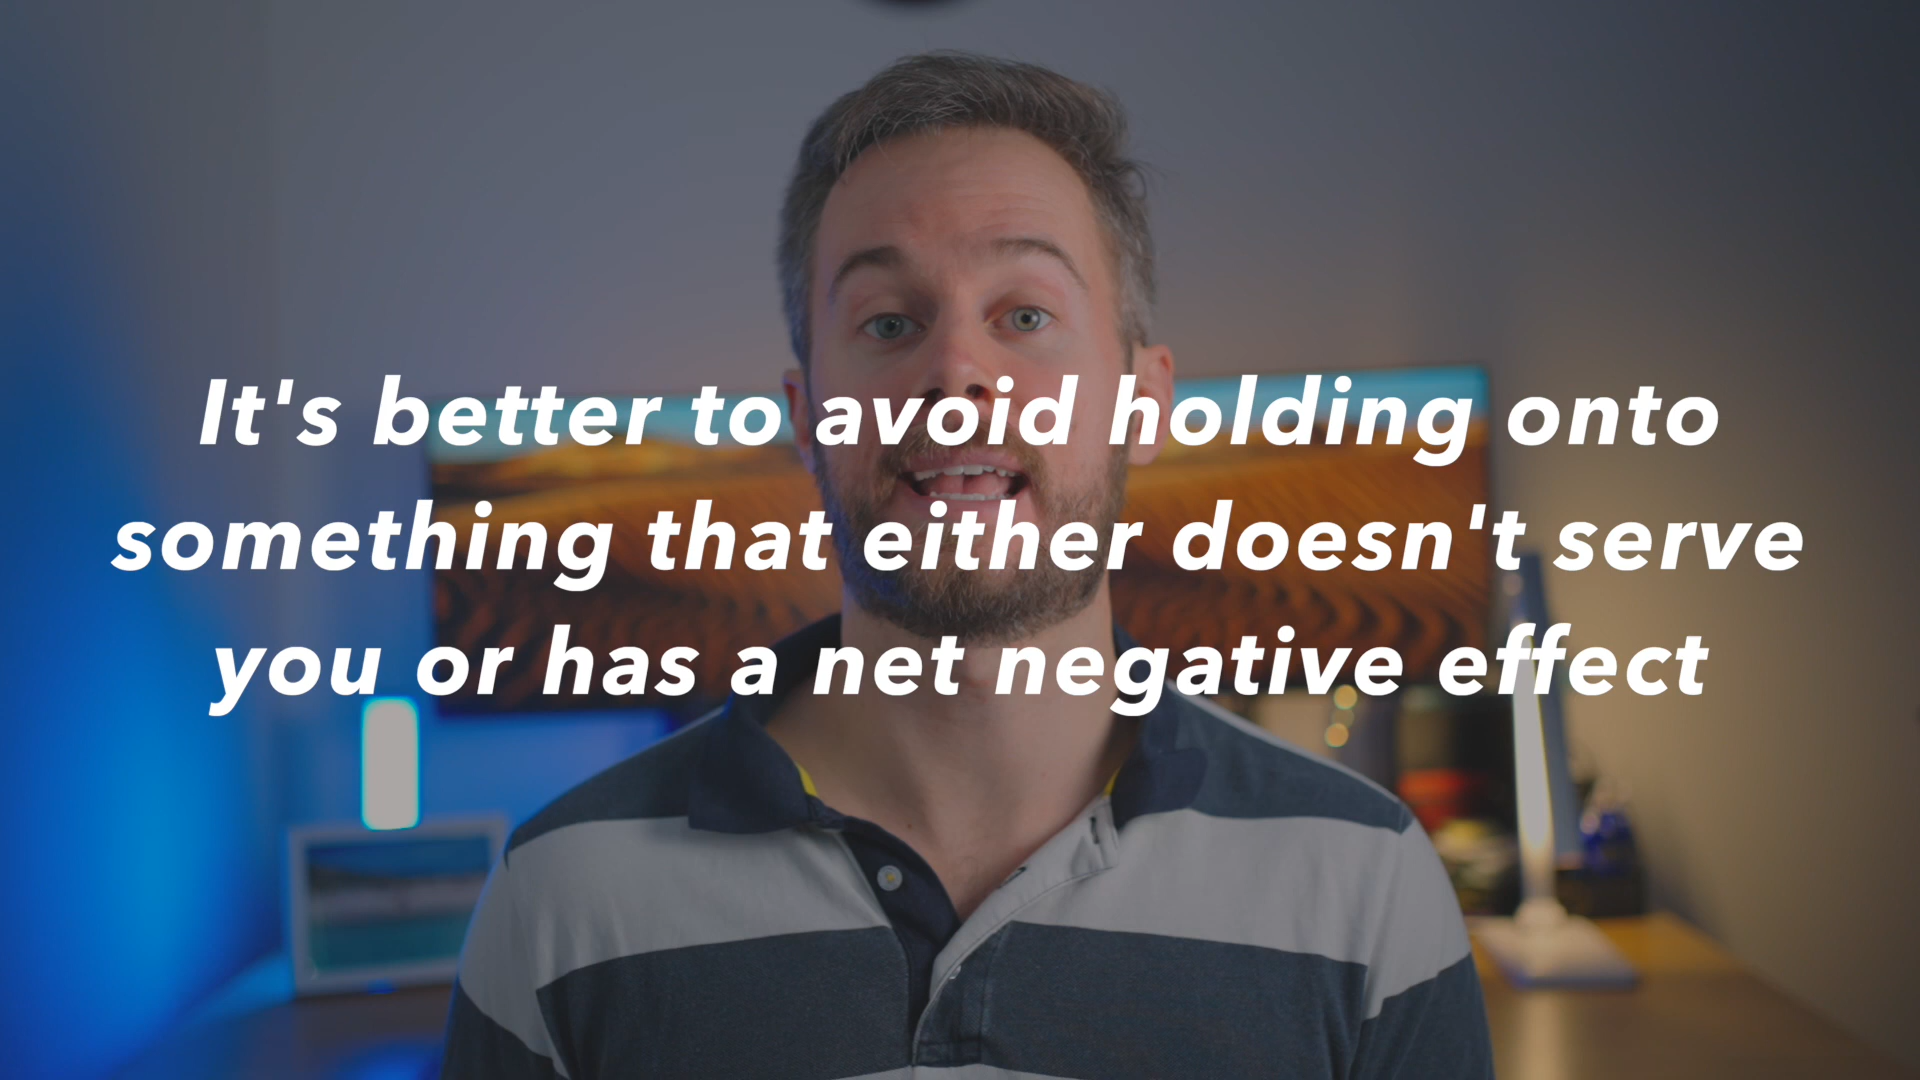 It's better to avoid holding onto
something that either doesn't serve
you or has a net negative effect